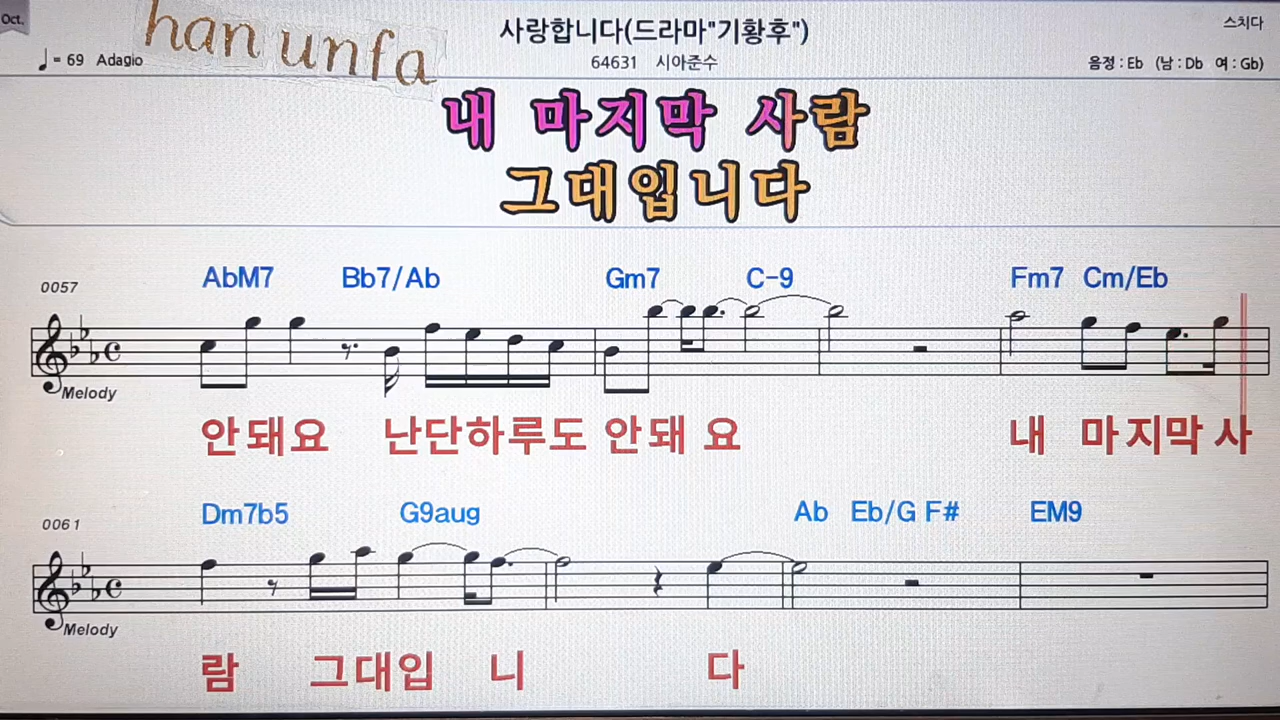 Oct.
han unfa
사랑합니다(드라마"기황후")
스치다
♩= 69 Adagio
64631 시아준수
음정 : Eb (남 : Db 여 : Gb)
내 마지막 사람
그대입니다
0057
AbM7 Bb7/Ab Gm7 C-9 Fm7 Cm/Eb
Melody
안돼요 난단하루도 안돼 요 내 마지막 사
0061
Dm7b5 G9aug Ab Eb/G F# EM9
Melody
람 그대입 니 다